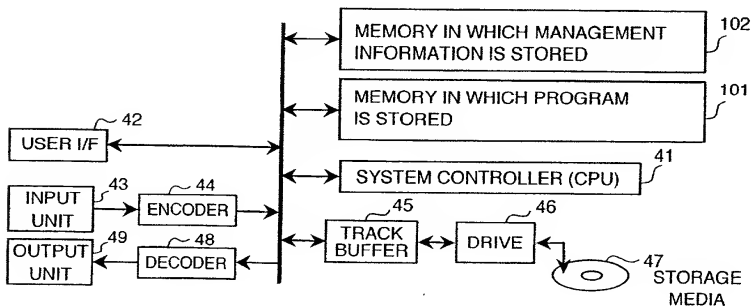 MEMORY IN WHICH MANAGEMENT
INFORMATION IS STORED
102
MEMORY IN WHICH PROGRAM
IS STORED
101
USER I/F
42
SYSTEM CONTROLLER (CPU)
41
INPUT
UNIT
43
ENCODER
44
TRACK
BUFFER
45
DRIVE
46
OUTPUT
UNIT
49
DECODER
48
47
STORAGE
MEDIA